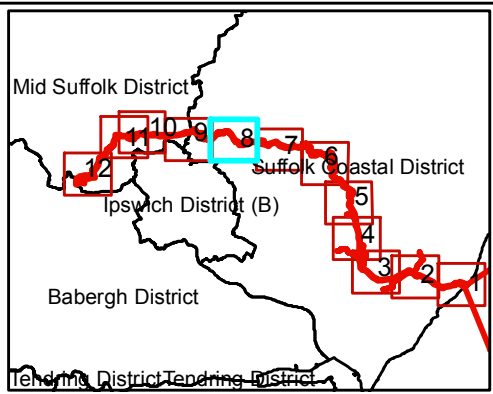 Mid Suffolk District
11
10
9
8
7
6
Suffolk Coastal District
12
5
Ipswich District (B)
4
3
2
1
Babergh District
Tendring District Tendring District